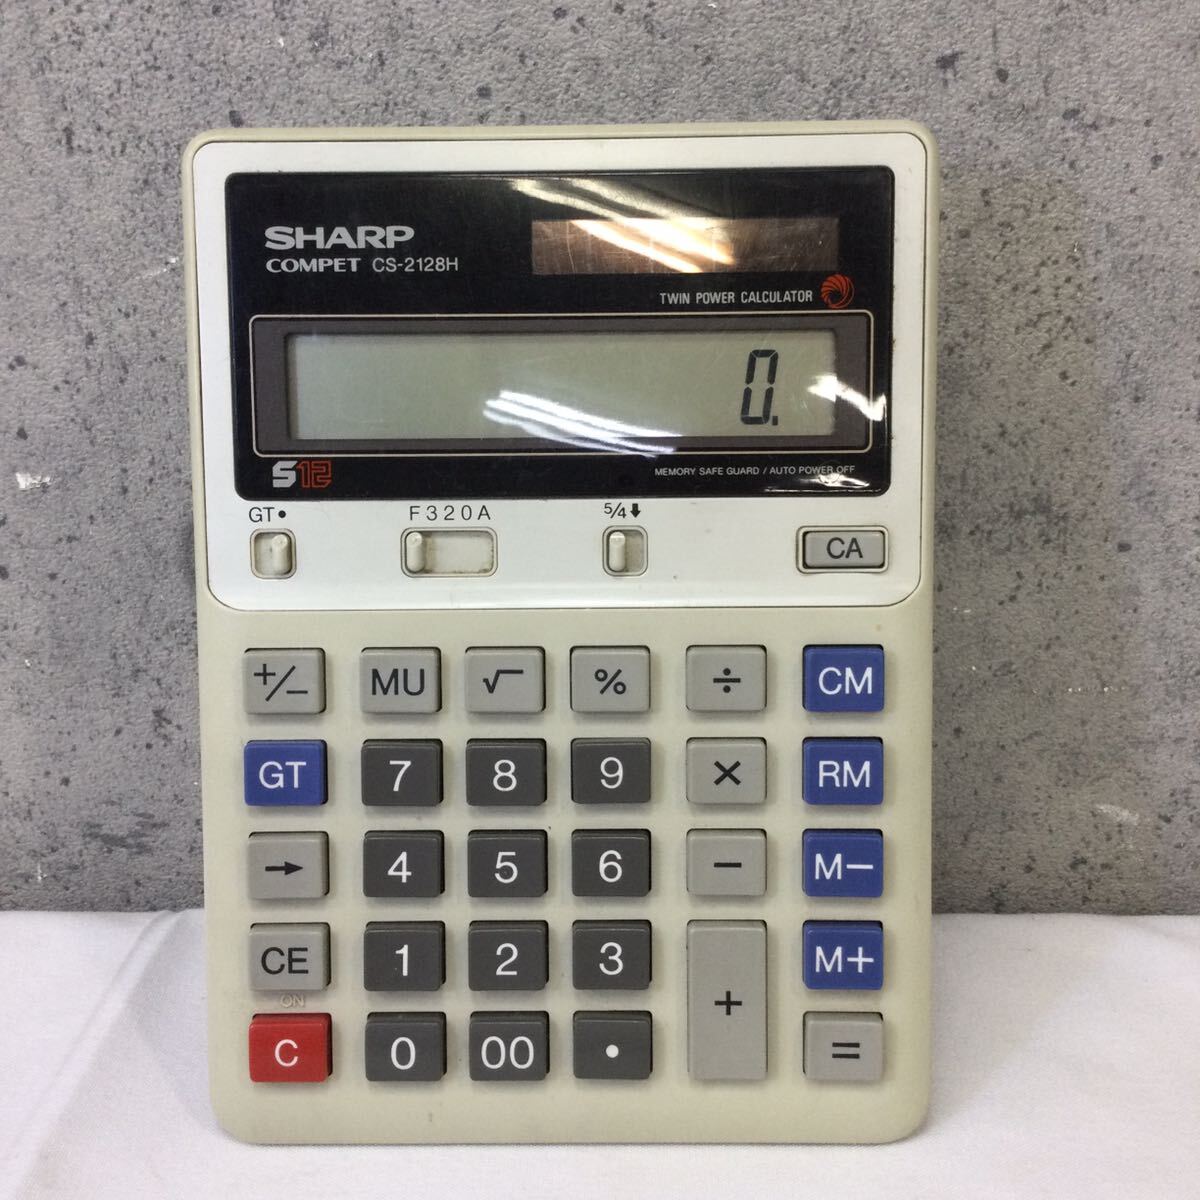 SHARP
COMPET CS-2128H
TWIN POWER CALCULATOR
0.
S12
MEMORY SAFE GUARD / AUTO POWER OFF
GT• F320A 5/4⬇
CA
+/− MU √ % ÷ CM
GT 7 8 9 × RM
→ 4 5 6 − M−
CE 1 2 3 + M+
ON
C 0 00 • =